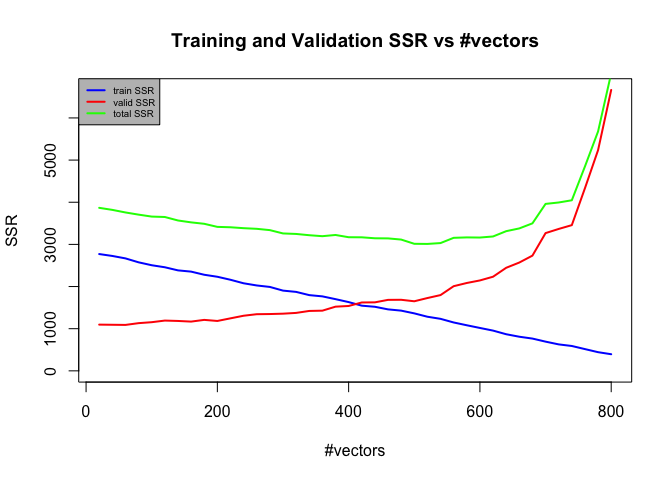 Training and Validation SSR vs #vectors
train SSR
valid SSR
total SSR
SSR
5000
3000
1000
0
0 200 400 600 800
#vectors